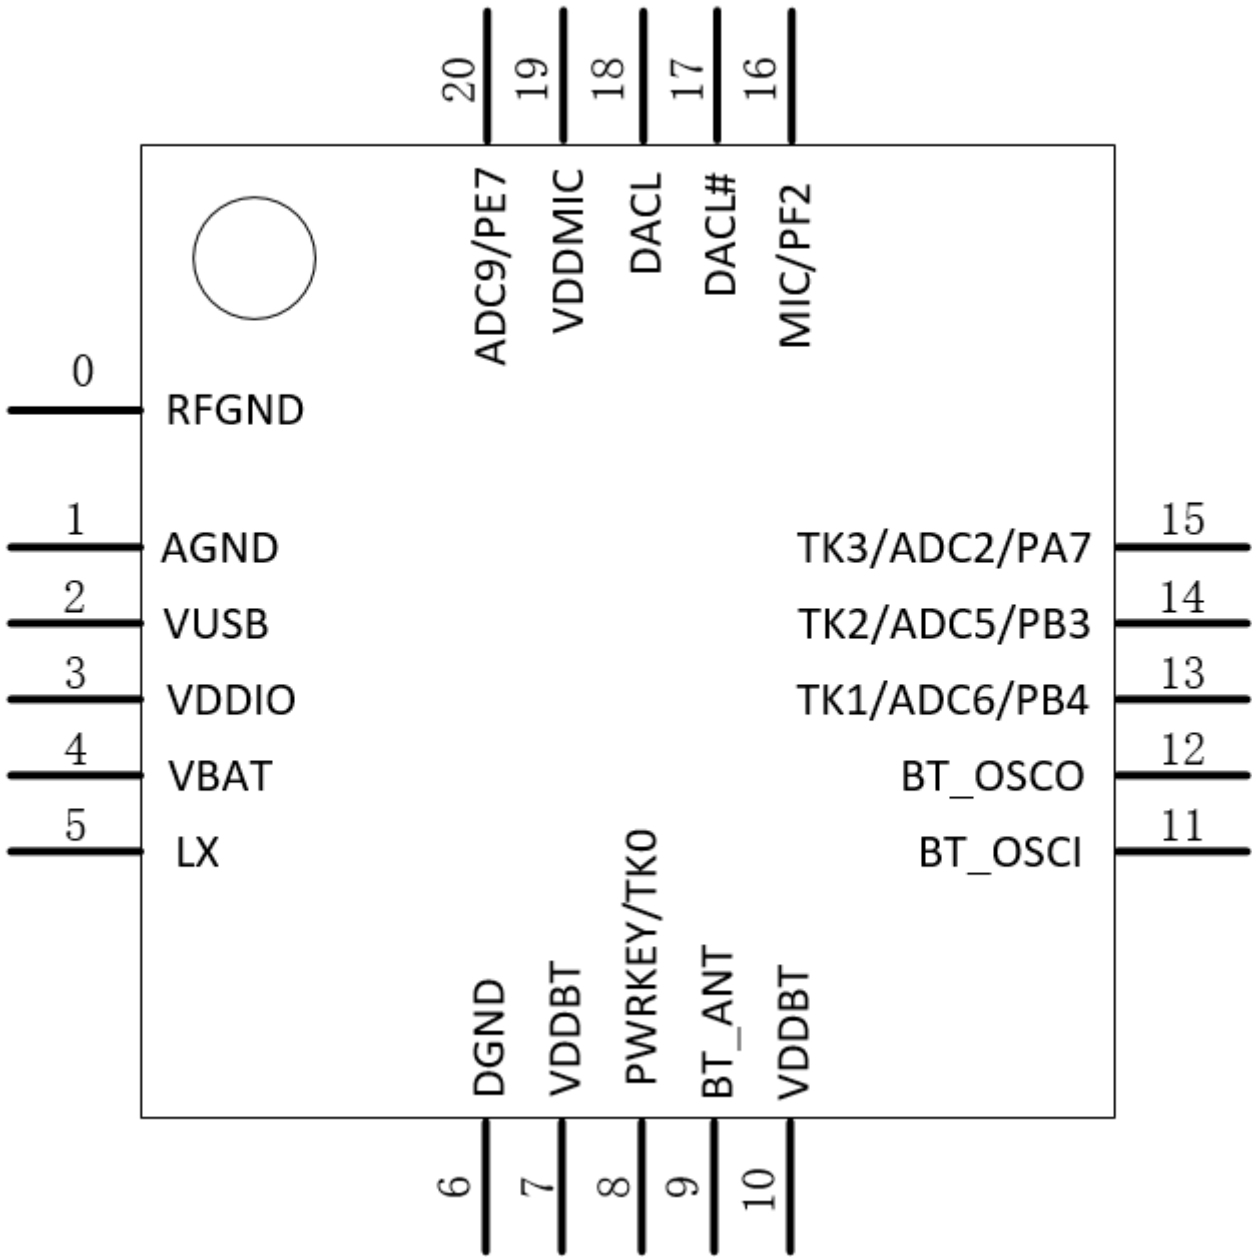 20
19
18
17
16
ADC9/PE7
VDDMIC
DACL
DACL#
MIC/PF2
0
RFGND
1
AGND
2
VUSB
3
VDDIO
4
VBAT
5
LX
TK3/ADC2/PA7
15
TK2/ADC5/PB3
14
TK1/ADC6/PB4
13
BT_OSCO
12
BT_OSCI
11
DGND
VDDBT
PWRKEY/TK0
BT_ANT
VDDBT
6
7
8
9
10